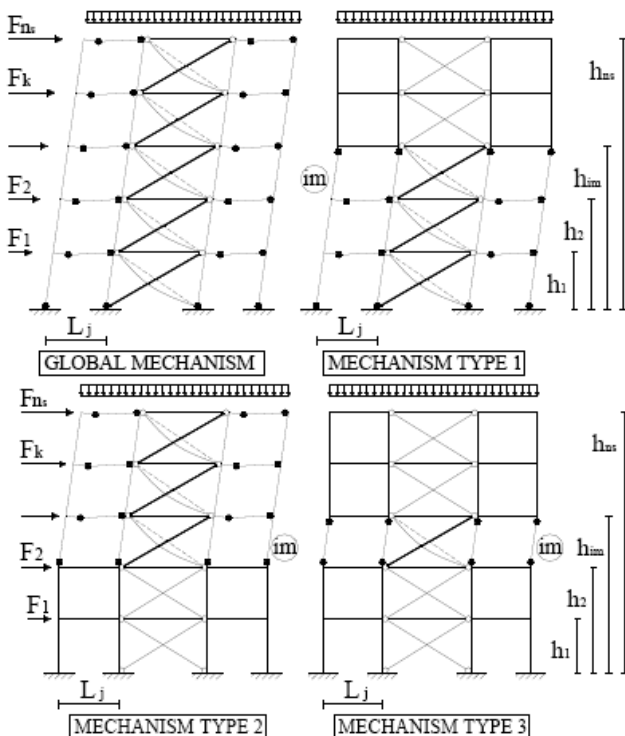 Fns
Fk
F2
F1
im
hns
him
h2
h1
Lj
Lj
GLOBAL MECHANISM
MECHANISM TYPE 1
Fns
Fk
F2
F1
im
im
hns
him
h2
h1
Lj
Lj
MECHANISM TYPE 2
MECHANISM TYPE 3